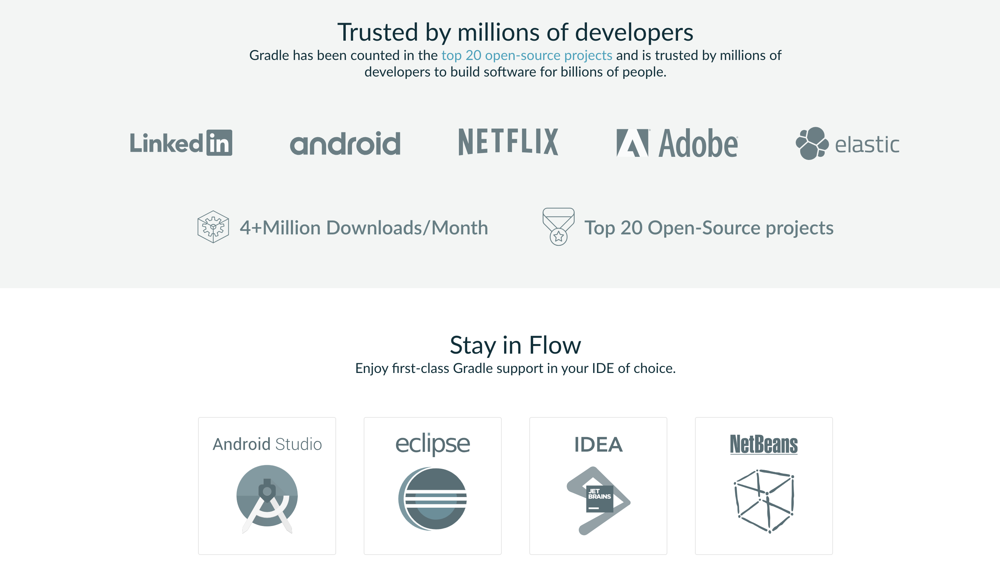 Trusted by millions of developers
Gradle has been counted in the top 20 open-source projects and is trusted by millions of
developers to build software for billions of people.
Linked in
android
NETFLIX
Adobe
elastic
4+Million Downloads/Month
Top 20 Open-Source projects
Stay in Flow
Enjoy first-class Gradle support in your IDE of choice.
Android Studio
eclipse
IDEA
JET
BRAINS
NetBeans